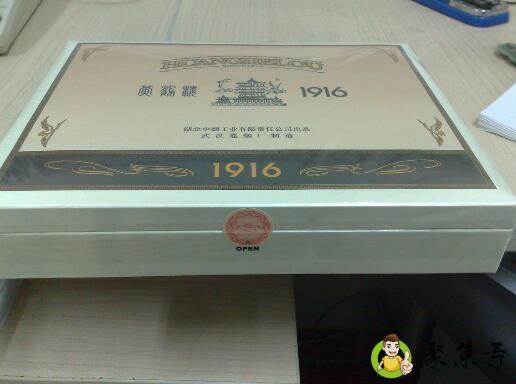 HUANGHELOU
黄鹤楼 1916
湖北中烟工业有限责任公司出品
武汉卷烟厂制造
1916
OPEN
聚集号